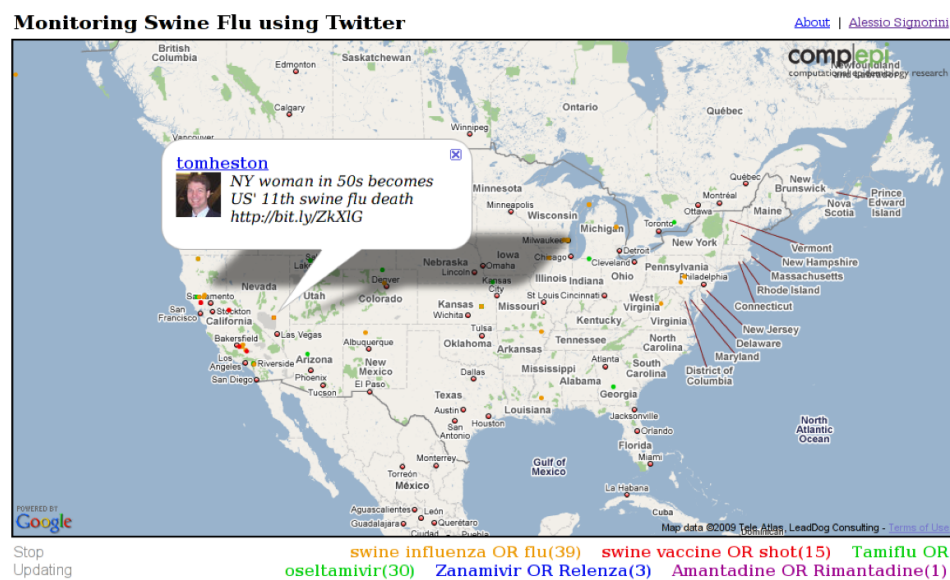 Monitoring Swine Flu using Twitter
About | Alessio Signorini
British Columbia
Edmonton
Saskatchewan
complepi
computational epidemiology research
Newfoundland and Labrador
Calgary
Ontario
Québec
Winnipeg
Vancouver
tomheston
NY woman in 50s becomes
US' 11th swine flu death
http://bit.ly/ZkXlG
Minnesota
Minneapolis
Wisconsin
Michigan
Québec
Montréal
Ottawa
Toronto
New Brunswick
Maine
Nova Scotia
Prince Edward Island
Milwaukee
Chicago
Detroit
Cleveland
New York
Vermont
New Hampshire
Massachusetts
Rhode Island
Connecticut
Pennsylvania
Philadelphia
Nebraska
Lincoln
Iowa
Omaha
Illinois
Indiana
Ohio
Nevada
Utah
Denver
Colorado
Kansas City
Kansas
Wichita
Missouri
St Louis
Cincinnati
West Virginia
Virginia
New Jersey
Delaware
Maryland
District of Columbia
Sacramento
San Francisco
Stockton
California
Las Vegas
Bakersfield
Los Angeles
Riverside
San Diego
Arizona
Phoenix
Tucson
Albuquerque
New Mexico
El Paso
Tulsa
Oklahoma
Arkansas
Kentucky
Tennessee
North Carolina
Atlanta
South Carolina
Mississippi
Alabama
Georgia
Dallas
Texas
Austin
San Antonio
Houston
Louisiana
Jacksonville
Orlando
Florida
Miami
North Atlantic Ocean
Gulf of Mexico
Monterrey
Torreón
México
La Habana
Cuba
Aguascalientes
León
Guadalajara
Querétaro
Ciudad
Puebla
Dominican
POWERED BY
Google
Map data ©2009 Tele Atlas, LeadDog Consulting - Terms of Use
Stop
Updating
swine influenza OR flu(39) swine vaccine OR shot(15) Tamiflu OR
oseltamivir(30) Zanamivir OR Relenza(3) Amantadine OR Rimantadine(1)